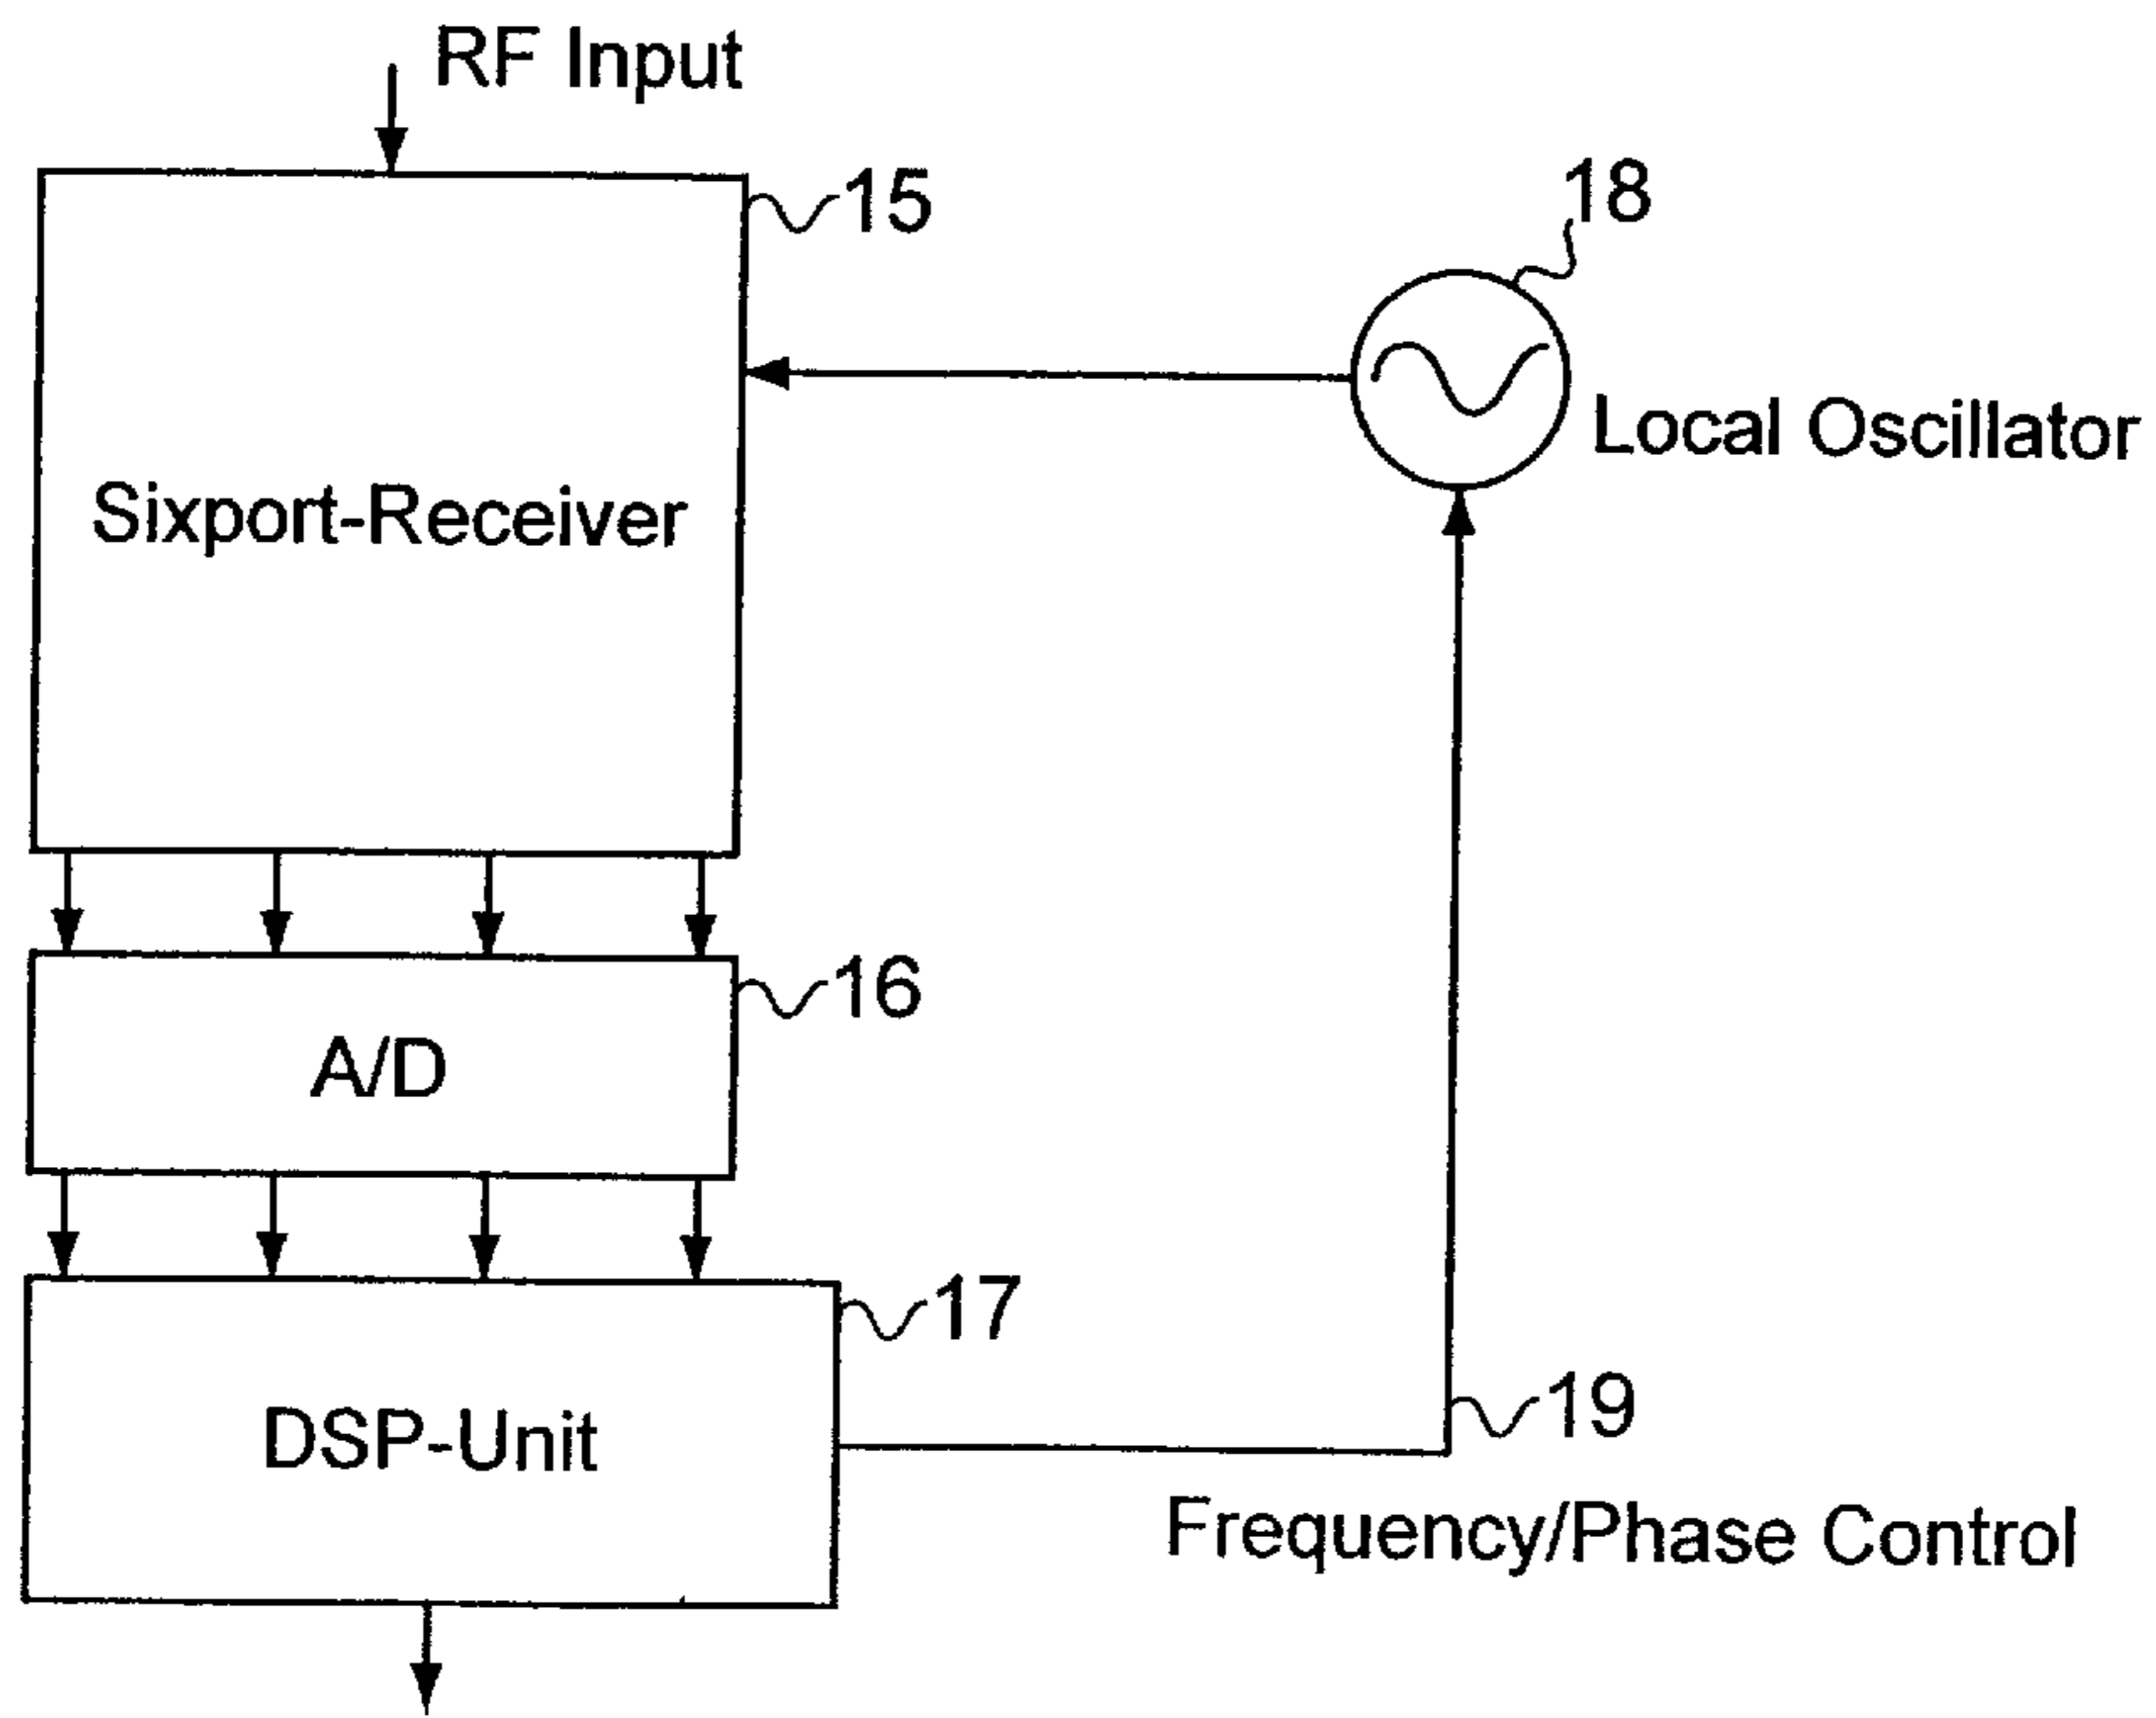 RF Input
15
18
Local Oscillator
Sixport-Receiver
16
A/D
17
DSP-Unit
19
Frequency/Phase Control